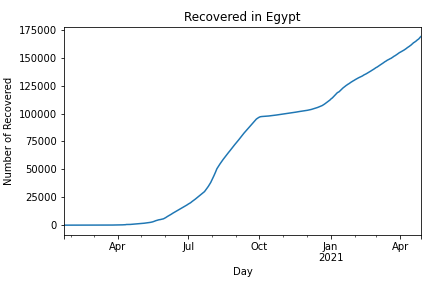 Recovered in Egypt
Number of Recovered
175000
150000
125000
100000
75000
50000
25000
0
Apr Jul Oct Jan Apr
2021
Day